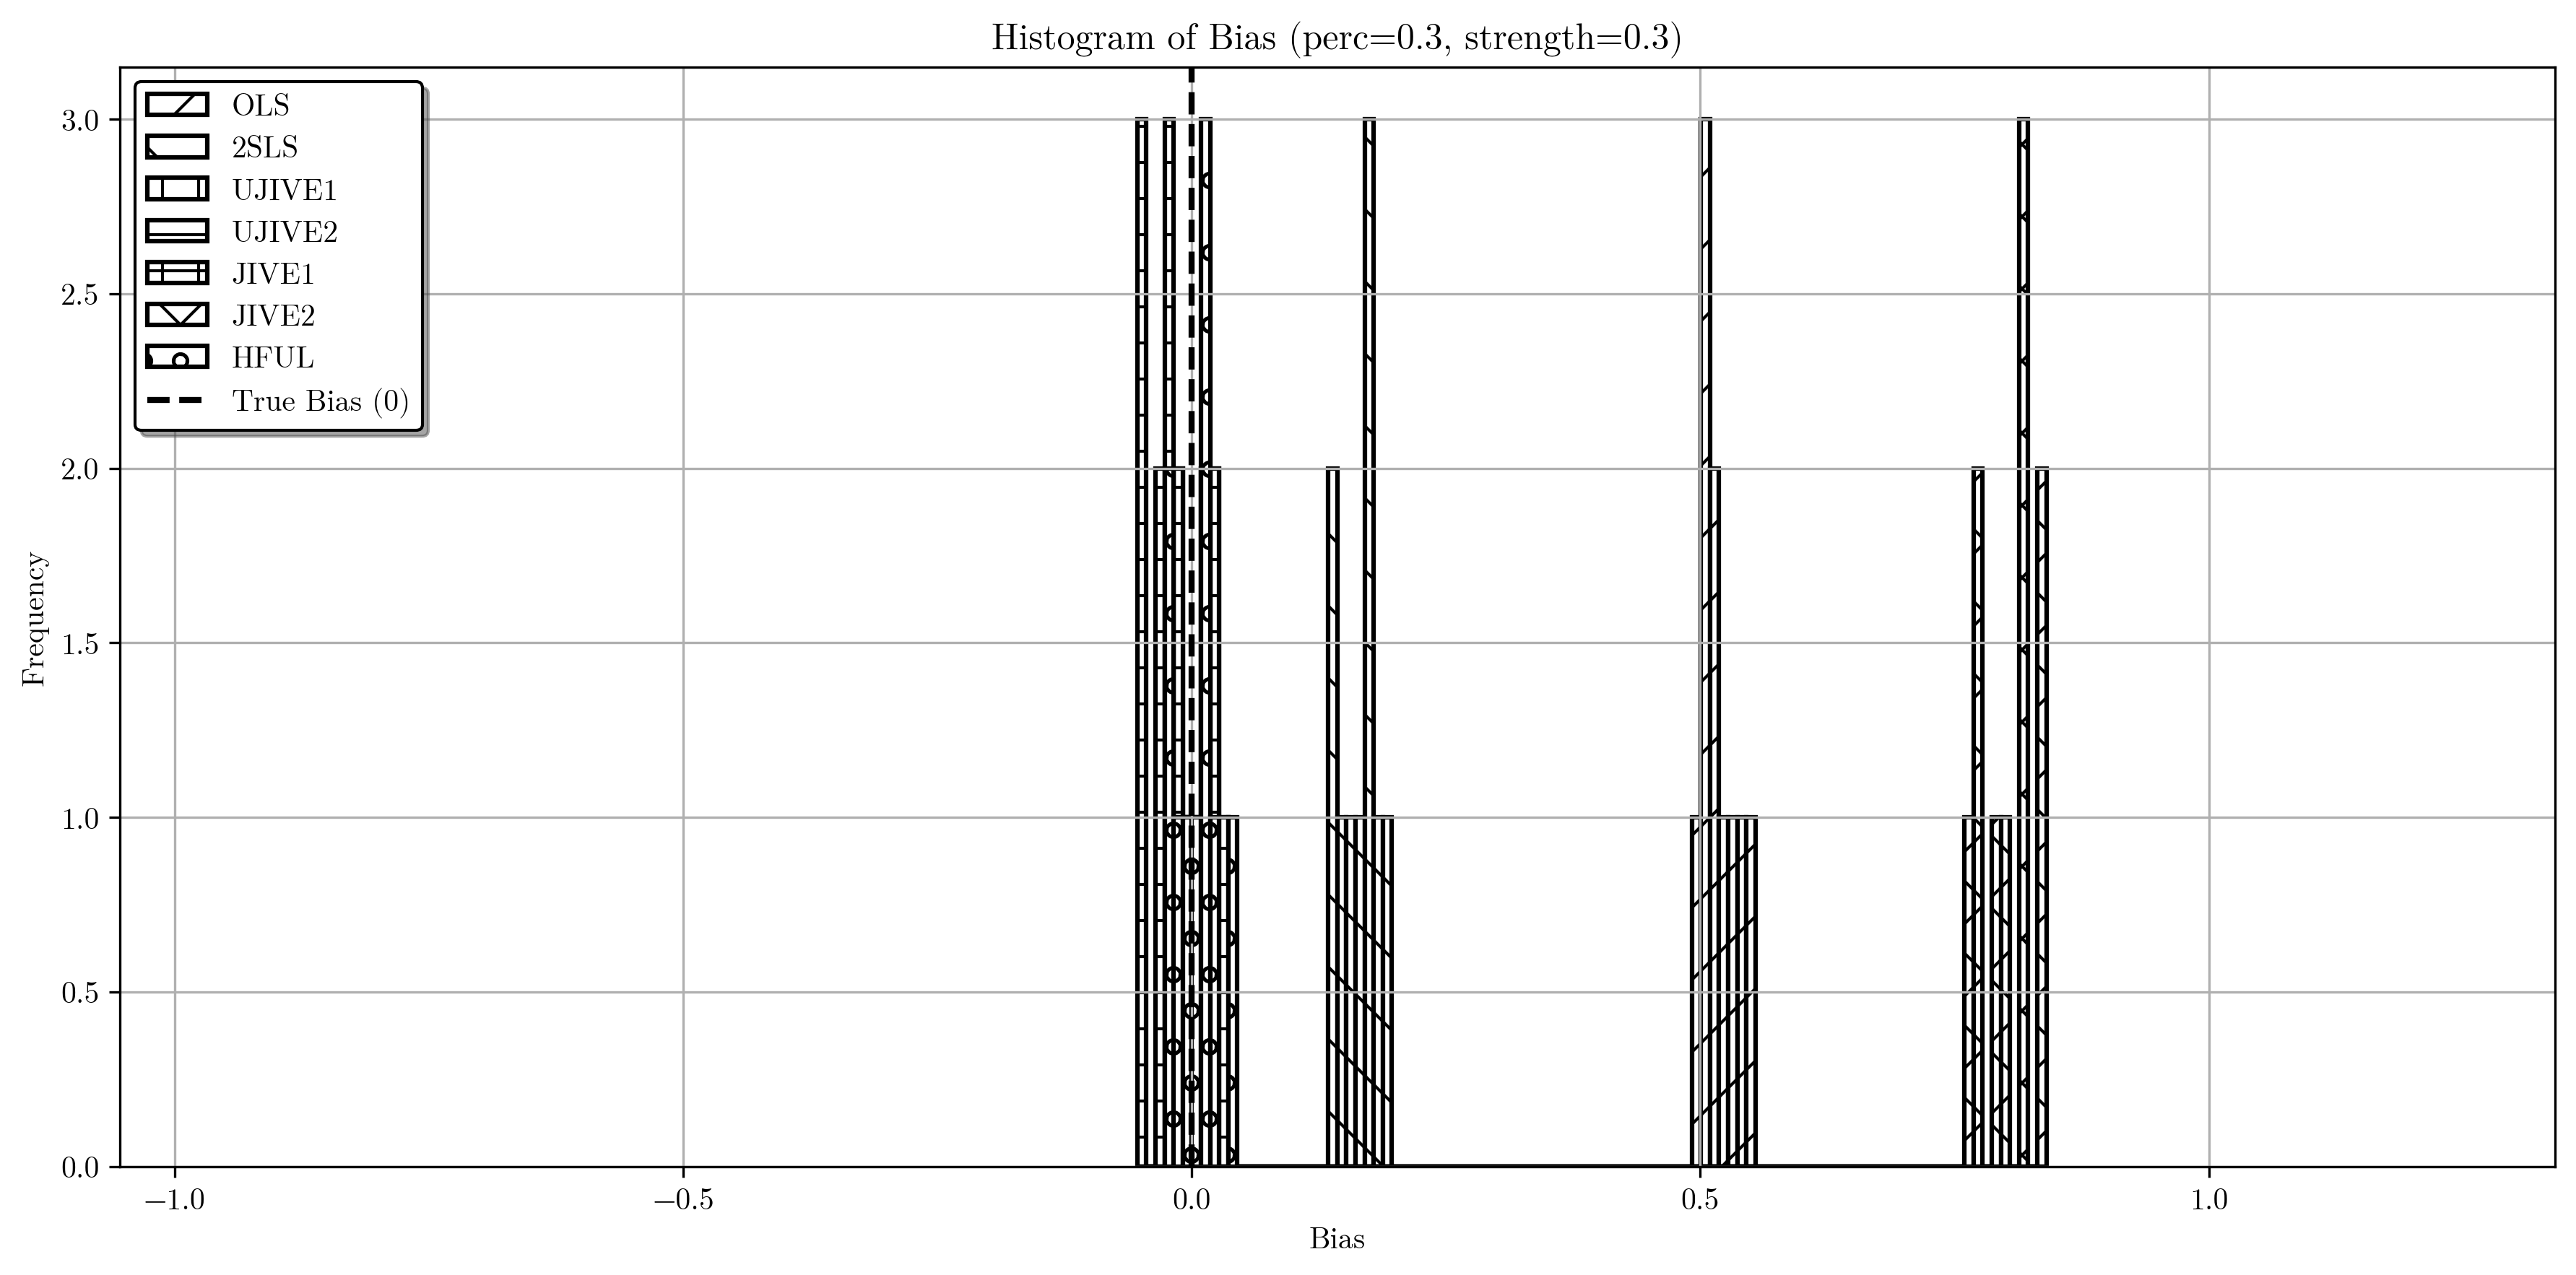 Histogram of Bias (perc=0.3, strength=0.3)
OLS
2SLS
UJIVE1
UJIVE2
JIVE1
JIVE2
HFUL
True Bias (0)
3.0
2.5
2.0
1.5
1.0
0.5
0.0
Frequency
−1.0
−0.5
0.0
0.5
1.0
Bias